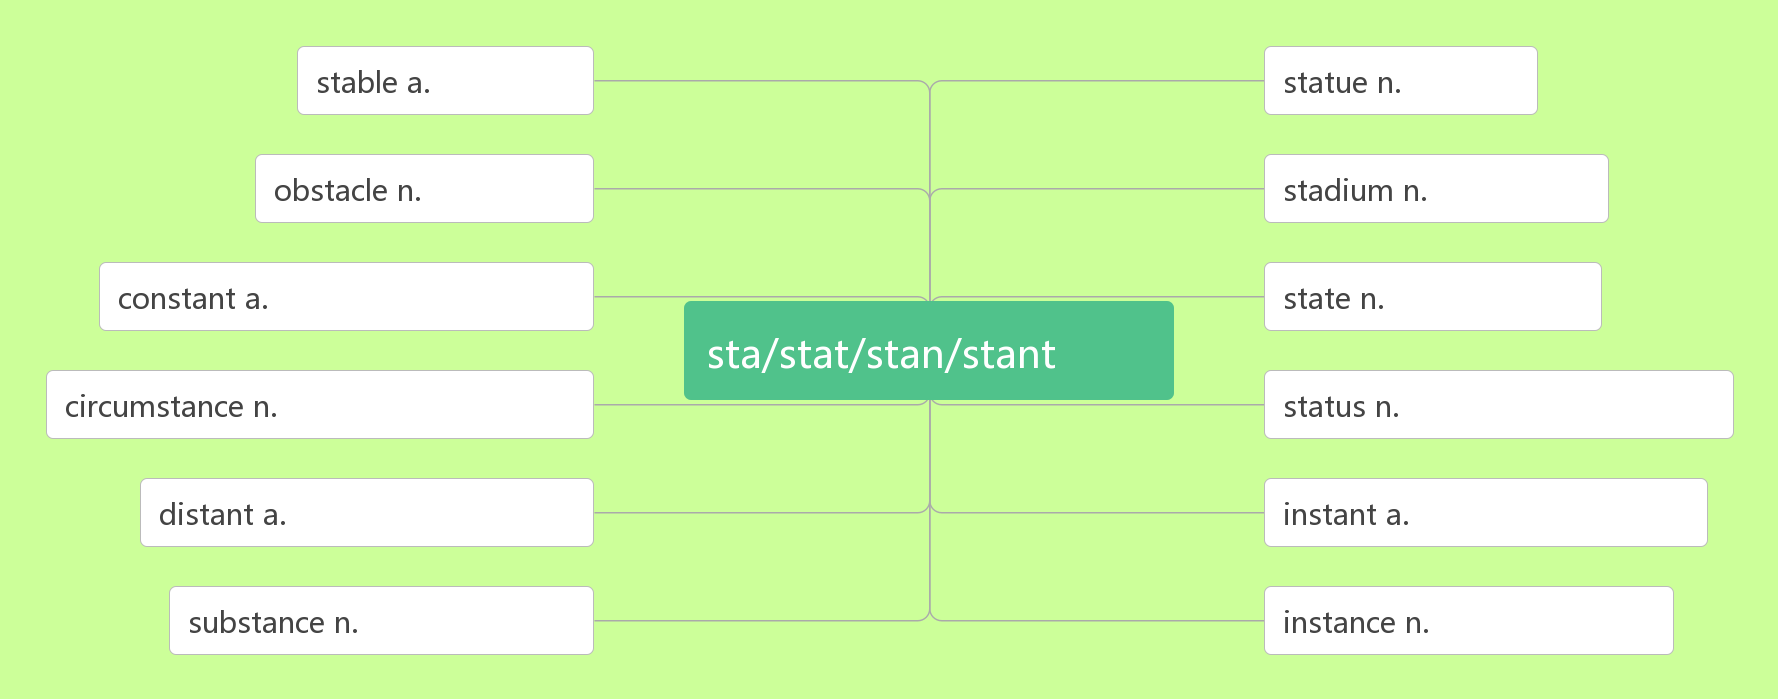 stable a.
obstacle n.
constant a.
circumstance n.
distant a.
substance n.
sta/stat/stan/stant
statue n.
stadium n.
state n.
status n.
instant a.
instance n.